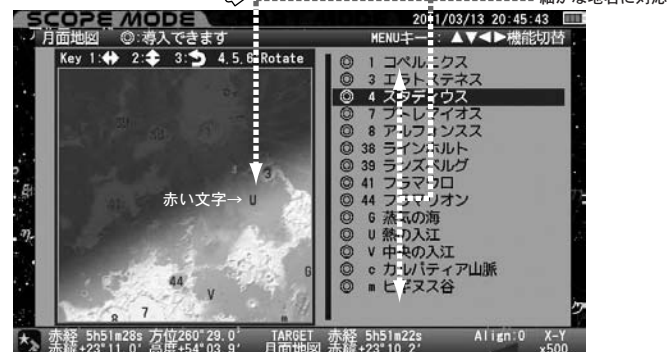 細かな地名に対応
SCOPE MODE
2011/03/13 20:45:43
月面地図 ◎:導入できます
MENUキー: ▲▼◀▶機能切替
Key 1: 2: 3: 4,5,6:Rotate
◎ 1 コペルニクス
◎ 3 エラトステネス
◎ 4 スタディウス
◎ 7 プトレマイオス
◎ 8 アルフォンスス
◎ 38 ラインホルト
◎ 39 ランズベルグ
◎ 41 フラマウロ
◎ 44 フラマリオン
◎ G 蒸気の海
◎ U 熱の入江
◎ V 中央の入江
◎ c カルパティア山脈
◎ m ヒギヌス谷
3
赤い文字→ U
G
44
V
7
8
m
赤経 5h51m28s 方位260°29.0' TARGET 赤経 5h51m22s Align:0 X-Y
赤緯+23°11.0' 高度+54°03.9' 月面地図 赤緯+23°10.2' x500